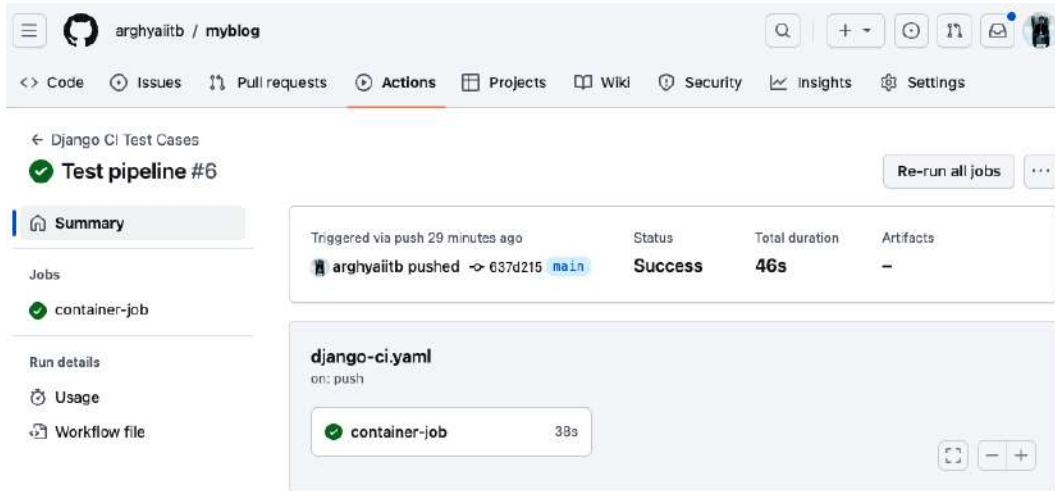 arghyaiitb / myblog
<> Code Issues Pull requests Actions Projects Wiki Security Insights Settings
← Django CI Test Cases
Test pipeline #6
Re-run all jobs ...
Summary
Jobs
container-job
Run details
Usage
Workflow file
Triggered via push 29 minutes ago
arghyaiitb pushed 637d215 main
Status
Success
Total duration
46s
Artifacts
–
django-ci.yaml
on: push
container-job 38s